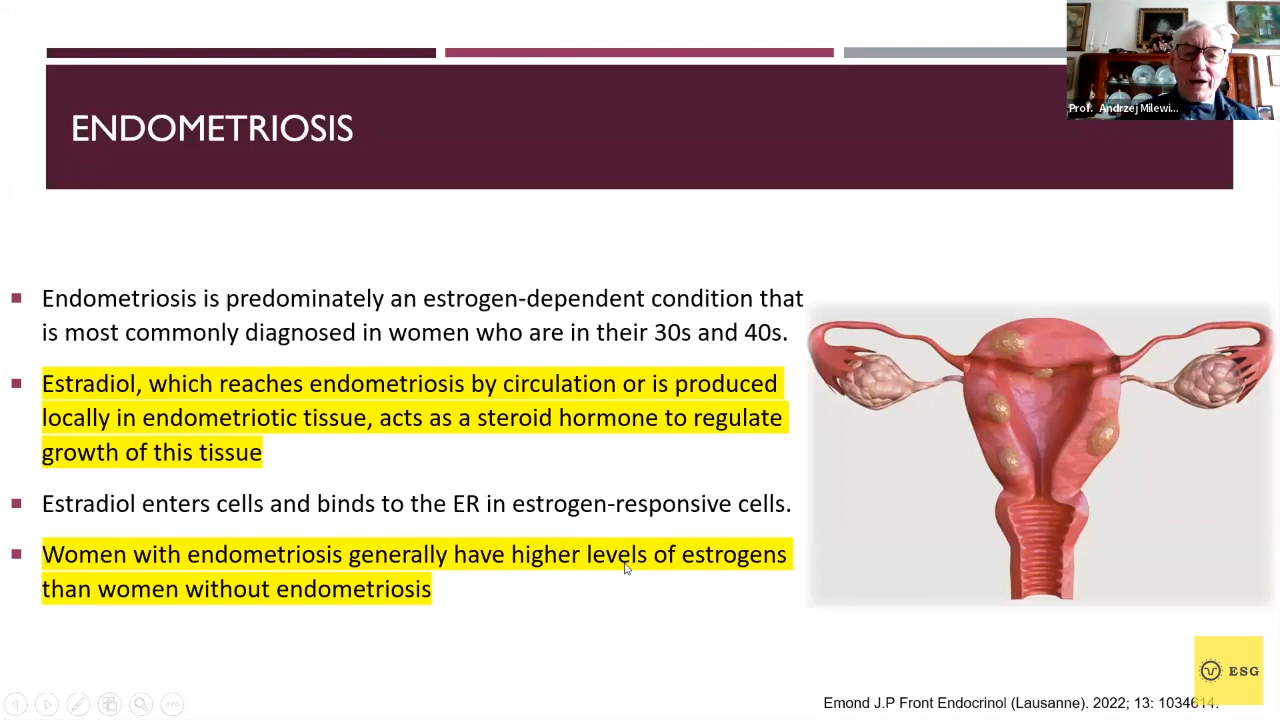 Prof. Andrzej Milewi...
ENDOMETRIOSIS
Endometriosis is predominately an estrogen-dependent condition that
is most commonly diagnosed in women who are in their 30s and 40s.
Estradiol, which reaches endometriosis by circulation or is produced
locally in endometriotic tissue, acts as a steroid hormone to regulate
growth of this tissue
Estradiol enters cells and binds to the ER in estrogen-responsive cells.
Women with endometriosis generally have higher levels of estrogens
than women without endometriosis
ESG
Emond J.P Front Endocrinol (Lausanne). 2022; 13: 1034614.